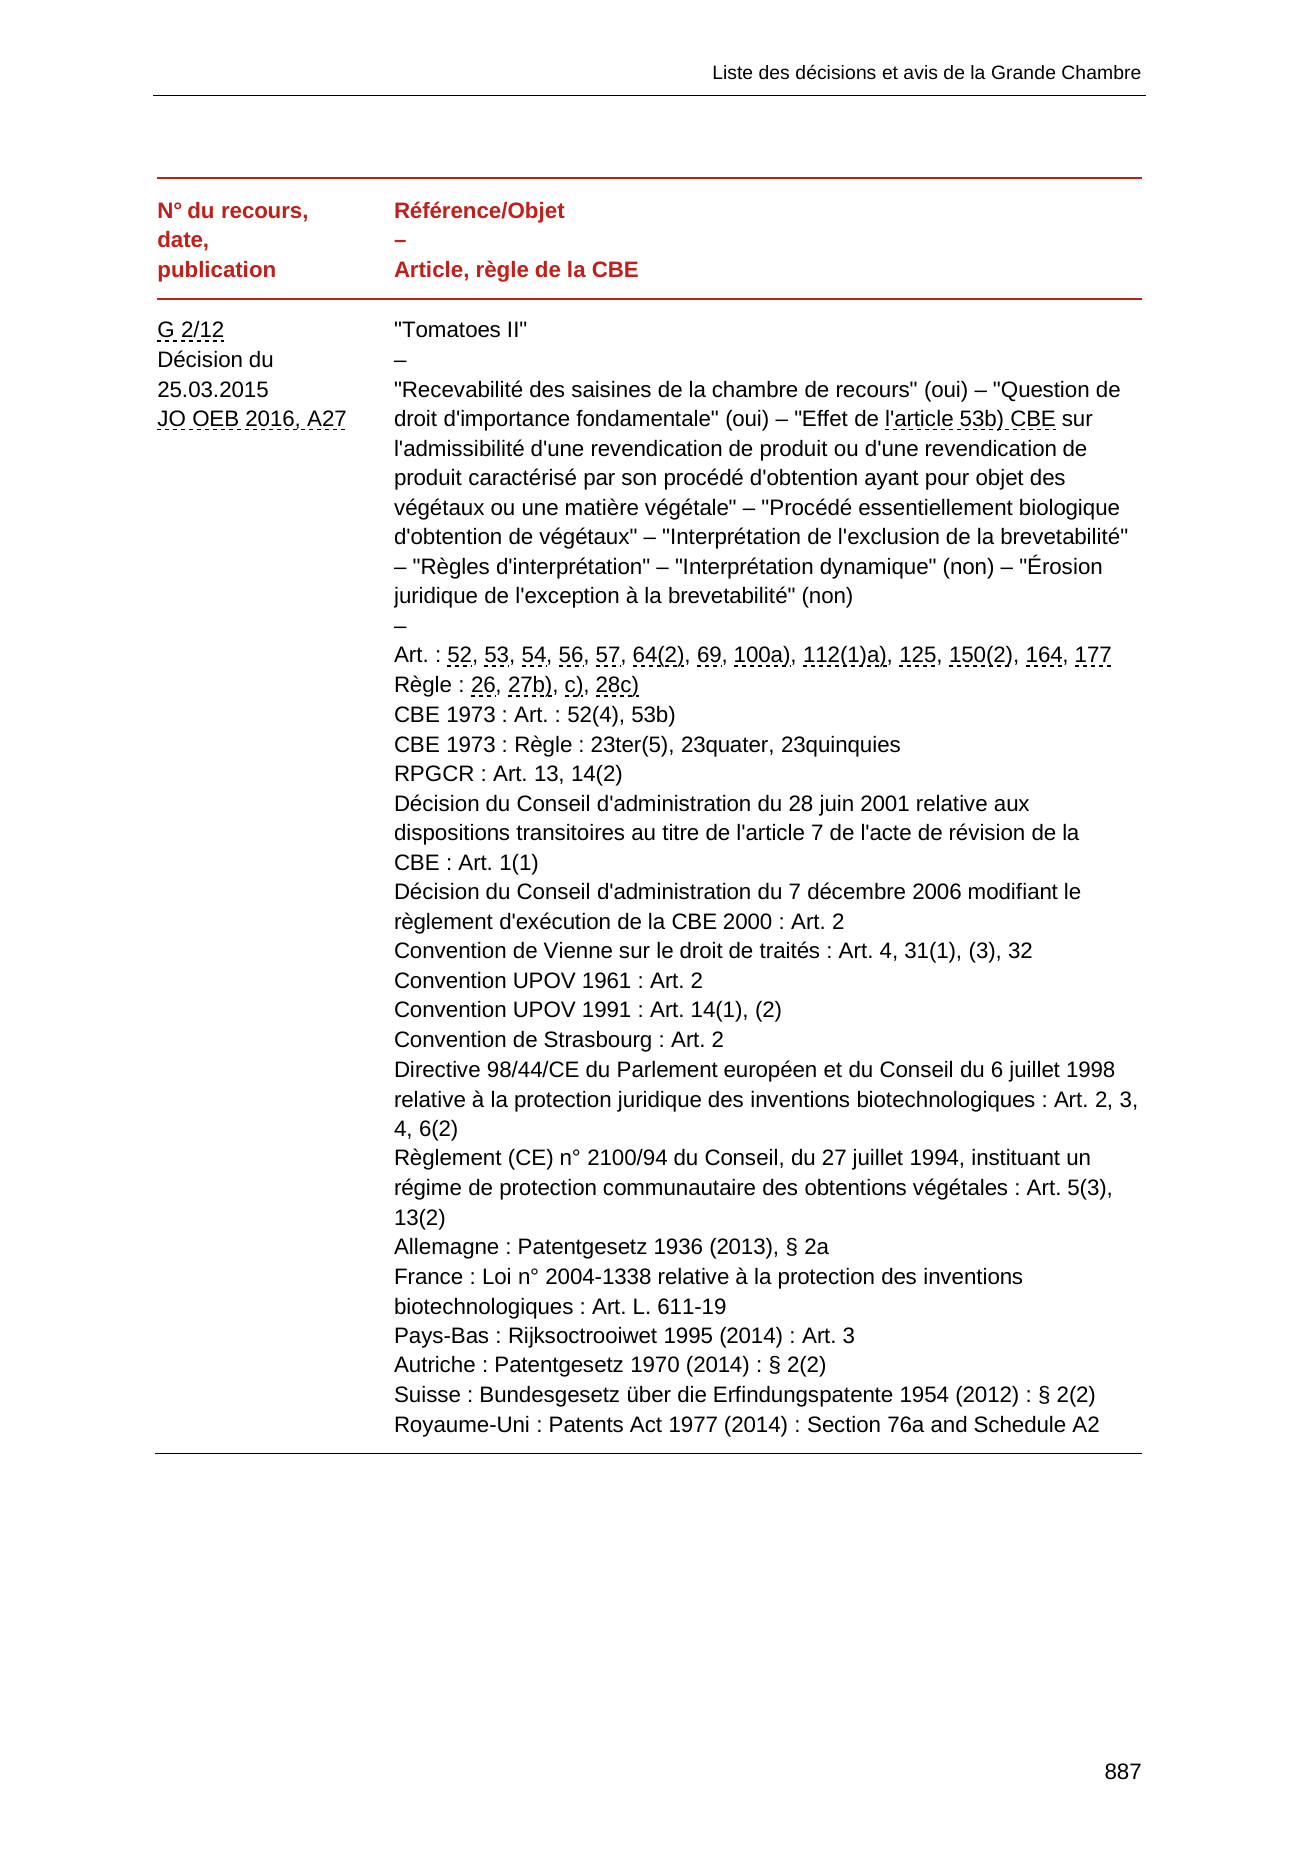 Liste des décisions et avis de la Grande Chambre
N° du recours,
date,
publication
Référence/Objet
–
Article, règle de la CBE
G 2/12
Décision du
25.03.2015
JO OEB 2016, A27
"Tomatoes II"
–
"Recevabilité des saisines de la chambre de recours" (oui) – "Question de
droit d'importance fondamentale" (oui) – "Effet de l'article 53b) CBE sur
l'admissibilité d'une revendication de produit ou d'une revendication de
produit caractérisé par son procédé d'obtention ayant pour objet des
végétaux ou une matière végétale" – "Procédé essentiellement biologique
d'obtention de végétaux" – "Interprétation de l'exclusion de la brevetabilité"
– "Règles d'interprétation" – "Interprétation dynamique" (non) – "Érosion
juridique de l'exception à la brevetabilité" (non)
–
Art. : 52, 53, 54, 56, 57, 64(2), 69, 100a), 112(1)a), 125, 150(2), 164, 177
Règle : 26, 27b), c), 28c)
CBE 1973 : Art. : 52(4), 53b)
CBE 1973 : Règle : 23ter(5), 23quater, 23quinquies
RPGCR : Art. 13, 14(2)
Décision du Conseil d'administration du 28 juin 2001 relative aux
dispositions transitoires au titre de l'article 7 de l'acte de révision de la
CBE : Art. 1(1)
Décision du Conseil d'administration du 7 décembre 2006 modifiant le
règlement d'exécution de la CBE 2000 : Art. 2
Convention de Vienne sur le droit de traités : Art. 4, 31(1), (3), 32
Convention UPOV 1961 : Art. 2
Convention UPOV 1991 : Art. 14(1), (2)
Convention de Strasbourg : Art. 2
Directive 98/44/CE du Parlement européen et du Conseil du 6 juillet 1998
relative à la protection juridique des inventions biotechnologiques : Art. 2, 3,
4, 6(2)
Règlement (CE) n° 2100/94 du Conseil, du 27 juillet 1994, instituant un
régime de protection communautaire des obtentions végétales : Art. 5(3),
13(2)
Allemagne : Patentgesetz 1936 (2013), § 2a
France : Loi n° 2004-1338 relative à la protection des inventions
biotechnologiques : Art. L. 611-19
Pays-Bas : Rijksoctrooiwet 1995 (2014) : Art. 3
Autriche : Patentgesetz 1970 (2014) : § 2(2)
Suisse : Bundesgesetz über die Erfindungspatente 1954 (2012) : § 2(2)
Royaume-Uni : Patents Act 1977 (2014) : Section 76a and Schedule A2
887